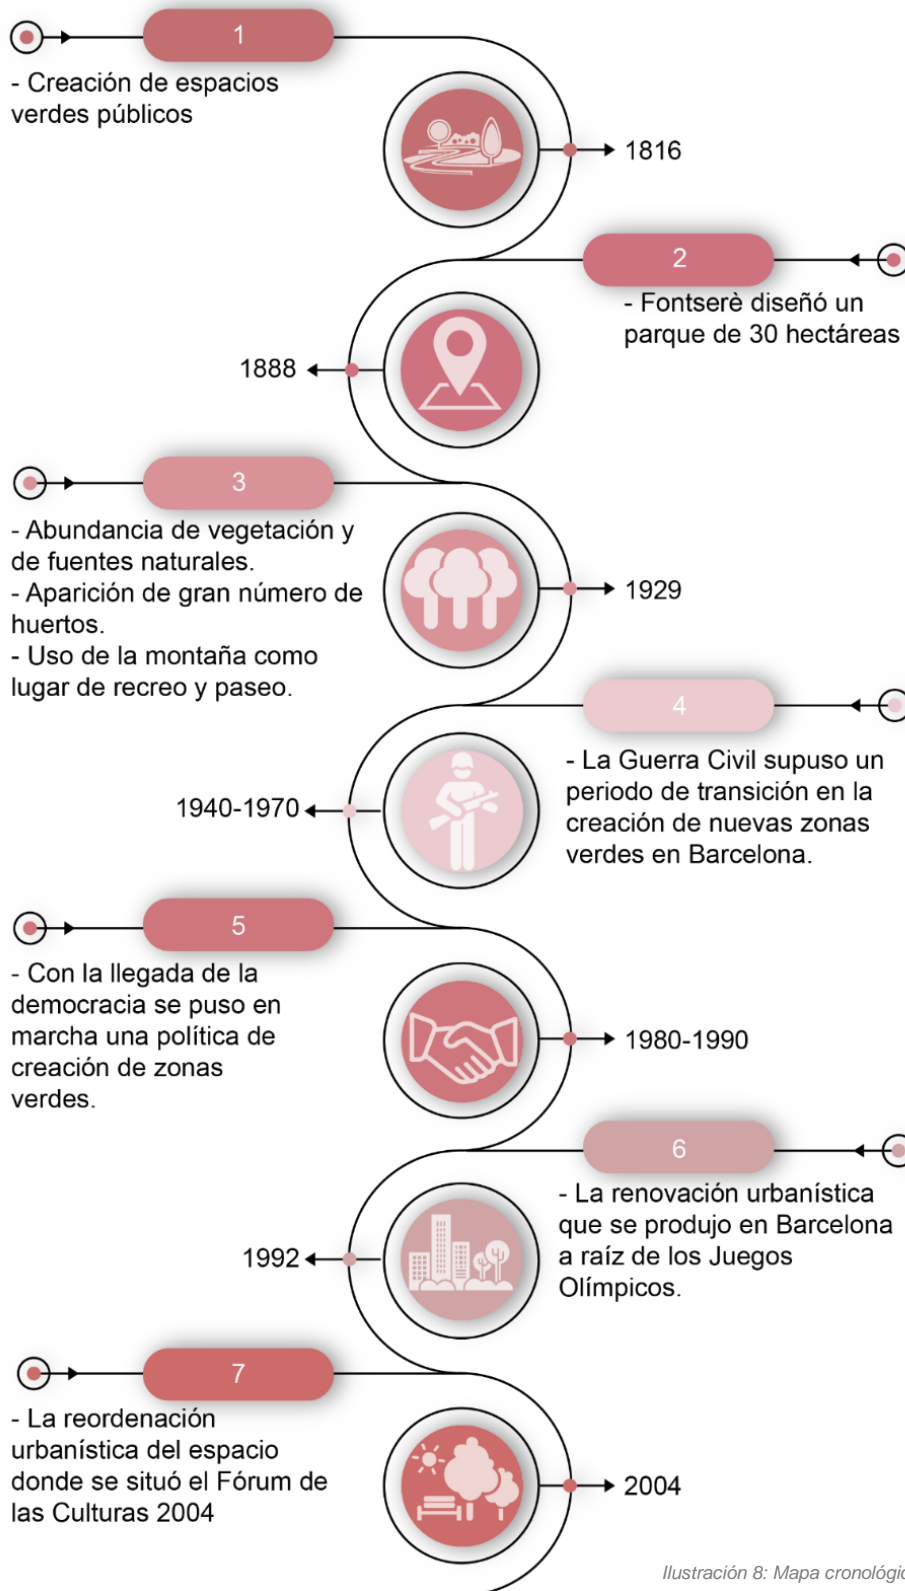 1
- Creación de espacios
verdes públicos
1816
2
- Fontserè diseñó un
parque de 30 hectáreas
1888
3
- Abundancia de vegetación y
de fuentes naturales.
- Aparición de gran número de
huertos.
- Uso de la montaña como
lugar de recreo y paseo.
1929
4
- La Guerra Civil supuso un
periodo de transición en la
creación de nuevas zonas
verdes en Barcelona.
1940-1970
5
- Con la llegada de la
democracia se puso en
marcha una política de
creación de zonas
verdes.
1980-1990
6
- La renovación urbanística
que se produjo en Barcelona
a raíz de los Juegos
Olímpicos.
1992
7
- La reordenación
urbanística del espacio
donde se situó el Fórum de
las Culturas 2004
2004
Ilustración 8: Mapa cronológic